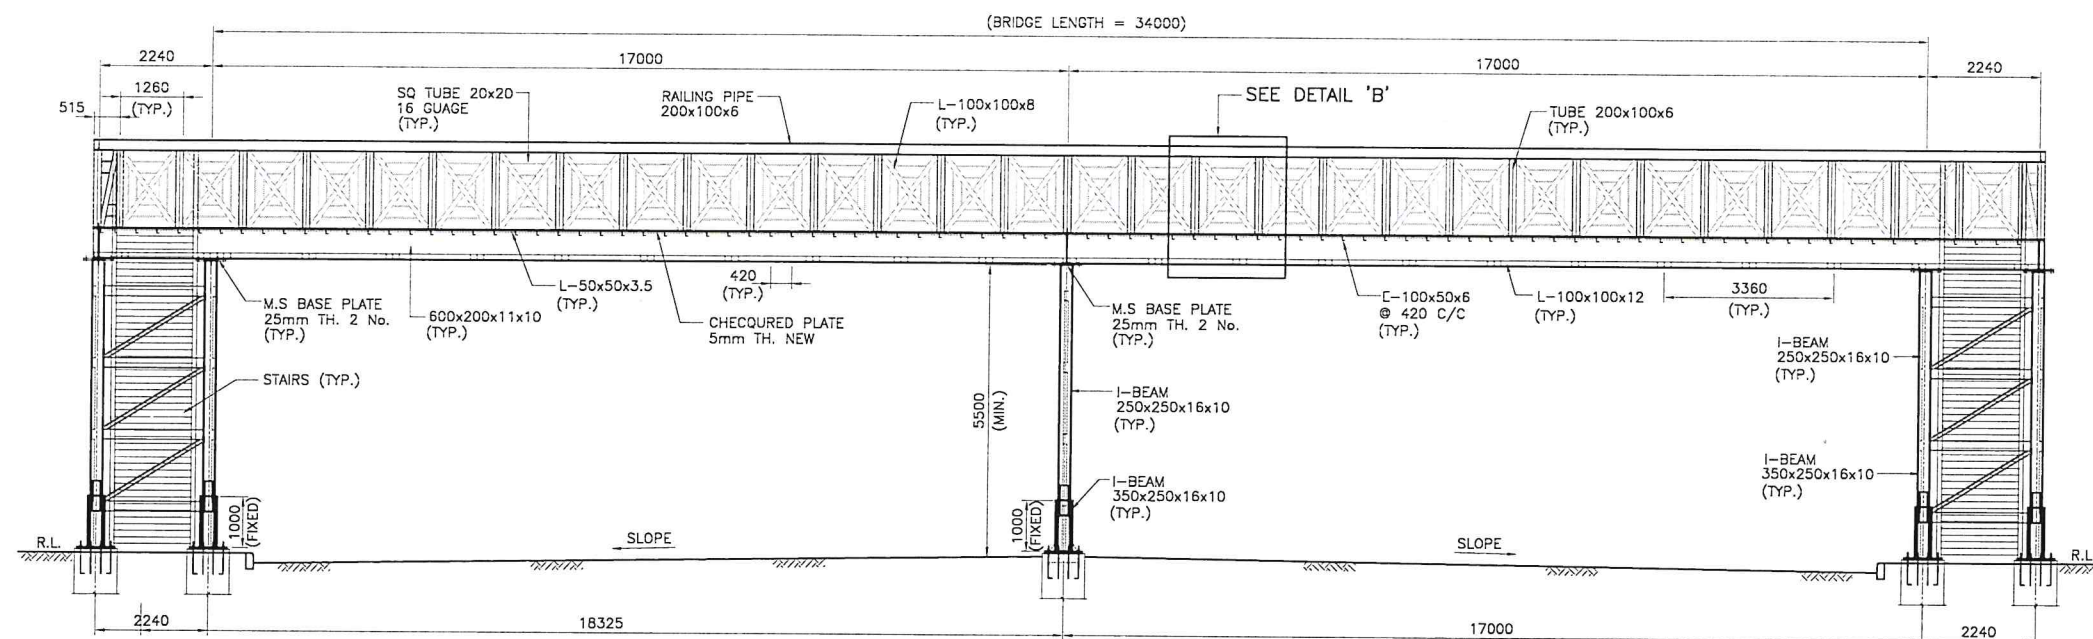 (BRIDGE LENGTH = 34000)
2240
17000
17000
2240
515
1260
(TYP.)
SQ TUBE 20x20
16 GUAGE
(TYP.)
RAILING PIPE
200x100x6
L-100x100x8
(TYP.)
SEE DETAIL 'B'
TUBE 200x100x6
(TYP.)
M.S BASE PLATE
25mm TH. 2 No.
(TYP.)
600x200x11x10
(TYP.)
L-50x50x3.5
(TYP.)
CHECQURED PLATE
5mm TH. NEW
420
(TYP.)
M.S BASE PLATE
25mm TH. 2 No.
(TYP.)
[-100x50x6
@ 420 C/C
(TYP.)
L-100x100x12
(TYP.)
3360
(TYP.)
STAIRS (TYP.)
5500
(MIN.)
I-BEAM
250x250x16x10
(TYP.)
I-BEAM
250x250x16x10
(TYP.)
I-BEAM
350x250x16x10
(TYP.)
I-BEAM
350x250x16x10
(TYP.)
1000
(FIXED)
1000
(FIXED)
R.L.
SLOPE
SLOPE
R.L
2240
18325
17000
2240